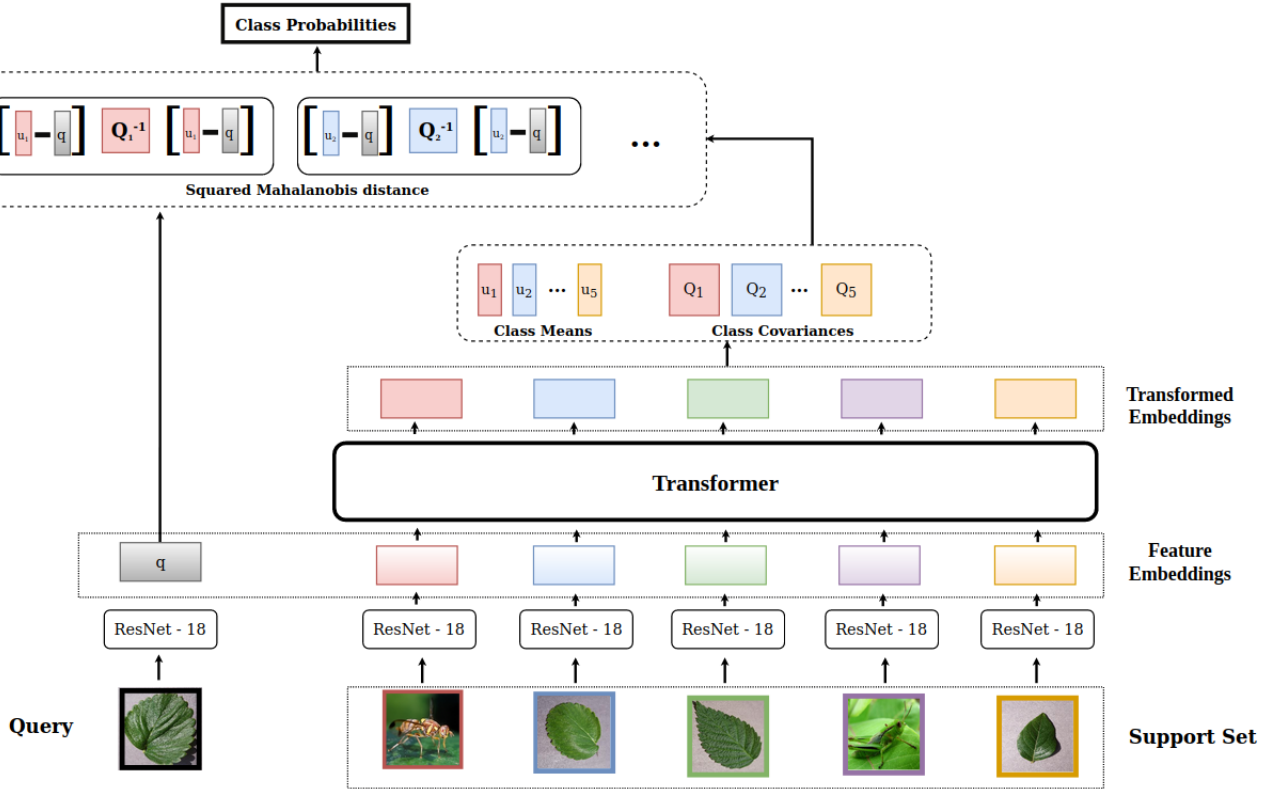 Class Probabilities
[ u₁ − q ] Q₁⁻¹ [ u₁ − q ] [ u₂ − q ] Q₂⁻¹ [ u₂ − q ] ...
Squared Mahalanobis distance
u₁ u₂ ... u₅ Q₁ Q₂ ... Q₅
Class Means Class Covariances
Transformed
Embeddings
Transformer
q
Feature
Embeddings
ResNet - 18 ResNet - 18 ResNet - 18 ResNet - 18 ResNet - 18 ResNet - 18
Query
Support Set